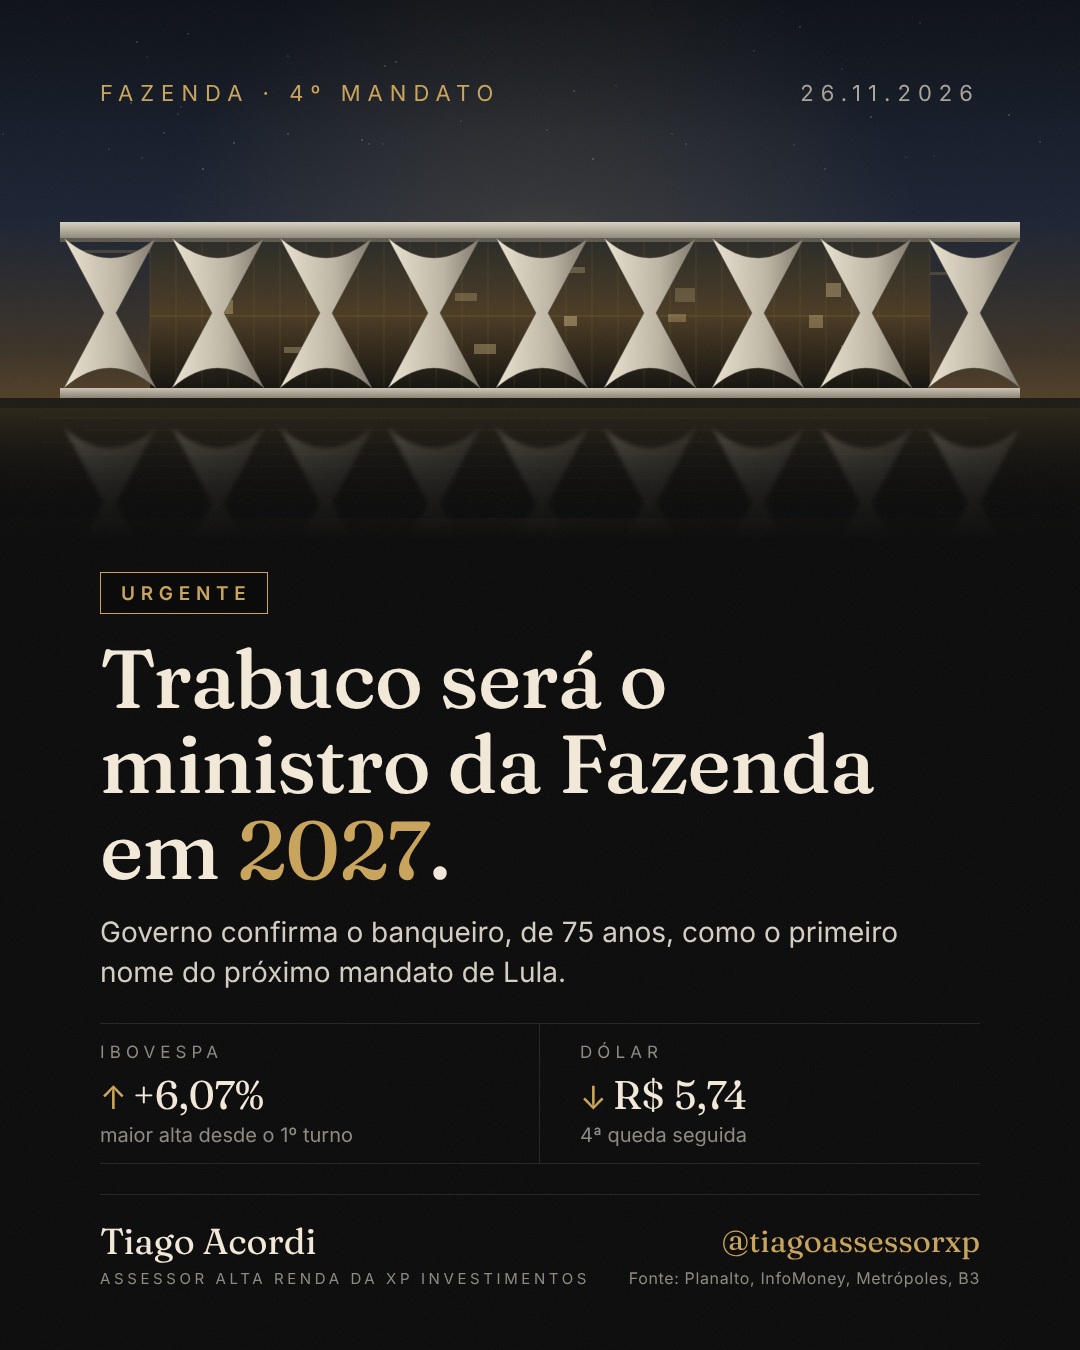 FAZENDA · 4º MANDATO
26.11.2026
URGENTE
Trabuco será o
ministro da Fazenda
em 2027.
Governo confirma o banqueiro, de 75 anos, como o primeiro
nome do próximo mandato de Lula.
IBOVESPA
↑ +6,07%
maior alta desde o 1º turno
DÓLAR
↓ R$ 5,74
4ª queda seguida
Tiago Acordi
ASSESSOR ALTA RENDA DA XP INVESTIMENTOS
@tiagoassessorxp
Fonte: Planalto, InfoMoney, Metrópoles, B3